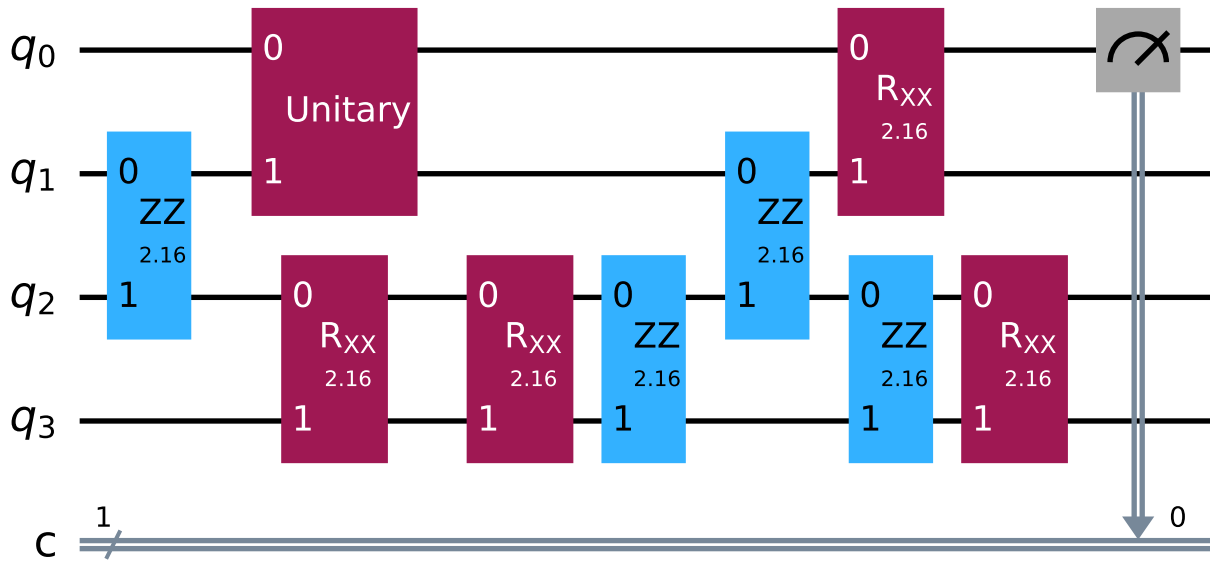 q0 0 Unitary 1 0 RXX 2.16 1
q1 0 ZZ 2.16 1 0 ZZ 2.16 1
q2 0 RXX 2.16 1 0 RXX 2.16 1 0 ZZ 2.16 1 0 ZZ 2.16 1 0 RXX 2.16 1
q3
c 1 0